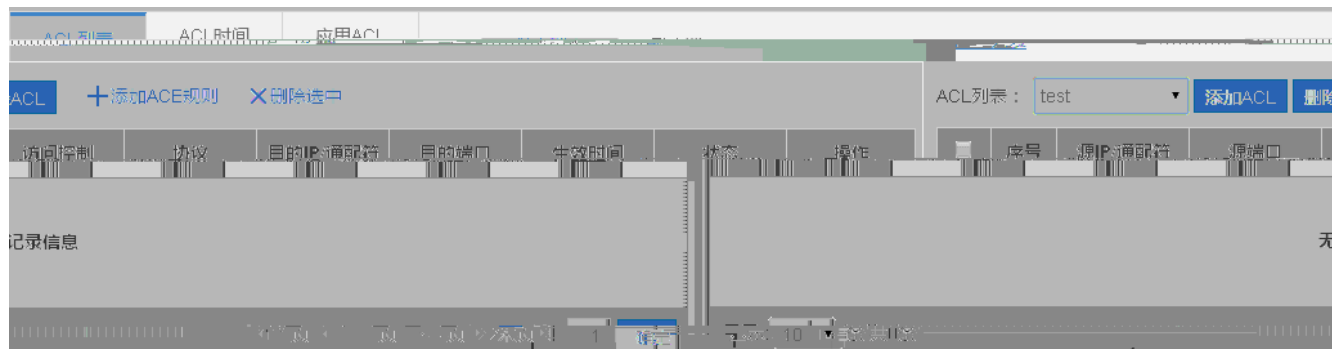 ACL列表 ACL时间 应用ACL
ACL 添加ACE规则 删除选中 ACL列表： test 添加ACL 删除
访问控制 协议 目的IP/通配符 目的端口 生效时间 状态 操作 序号 源IP/通配符 源端口
记录信息 无
1 10